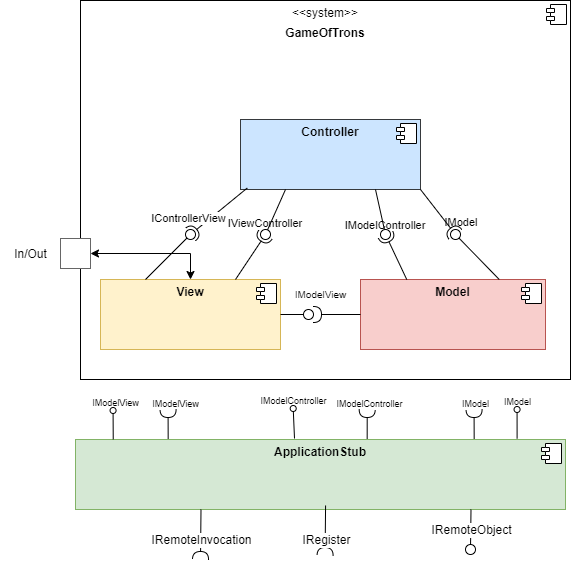 <<system>>
GameOfTrons
Controller
IControllerView
IViewController
IModelController
IModel
In/Out
View
IModelView
Model
IModelView
IModelView
IModelController
IModelController
IModel
IModel
ApplicationStub
IRemoteInvocation
IRegister
IRemoteObject